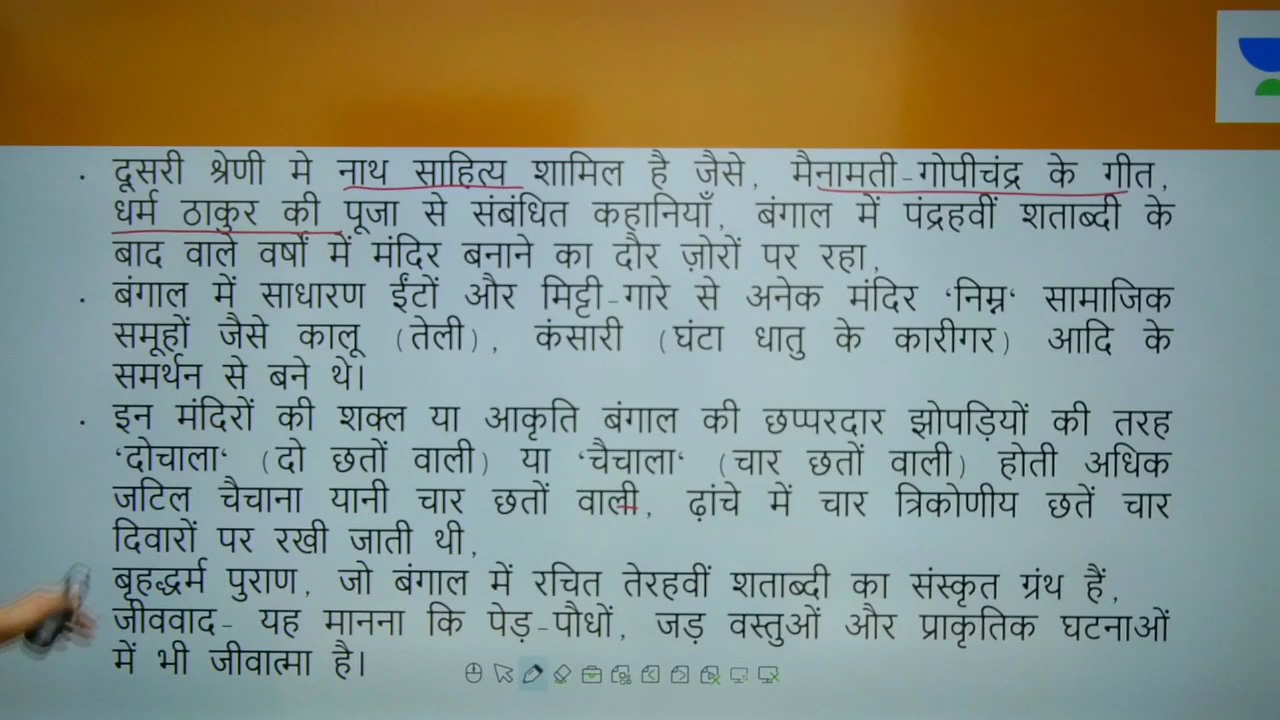 · दूसरी श्रेणी मे नाथ साहित्य शामिल है जैसे, मैनामती-गोपीचंद्र के गीत,
धर्म ठाकुर की पूजा से संबंधित कहानियाँ, बंगाल में पंद्रहवीं शताब्दी के
बाद वाले वर्षों में मंदिर बनाने का दौर ज़ोरों पर रहा,
· बंगाल में साधारण ईंटों और मिट्टी-गारे से अनेक मंदिर ‘निम्न‘ सामाजिक
समूहों जैसे कालू (तेली), कंसारी (घंटा धातु के कारीगर) आदि के
समर्थन से बने थे।
· इन मंदिरों की शक्ल या आकृति बंगाल की छप्परदार झोपड़ियों की तरह
‘दोचाला‘ (दो छतों वाली) या ‘चैचाला‘ (चार छतों वाली) होती अधिक
जटिल चैचाना यानी चार छतों वाली, ढ़ांचे में चार त्रिकोणीय छतें चार
दिवारों पर रखी जाती थी,
बृहद्धर्म पुराण, जो बंगाल में रचित तेरहवीं शताब्दी का संस्कृत ग्रंथ हैं,
जीववाद- यह मानना कि पेड़-पौधों, जड़ वस्तुओं और प्राकृतिक घटनाओं
में भी जीवात्मा है।